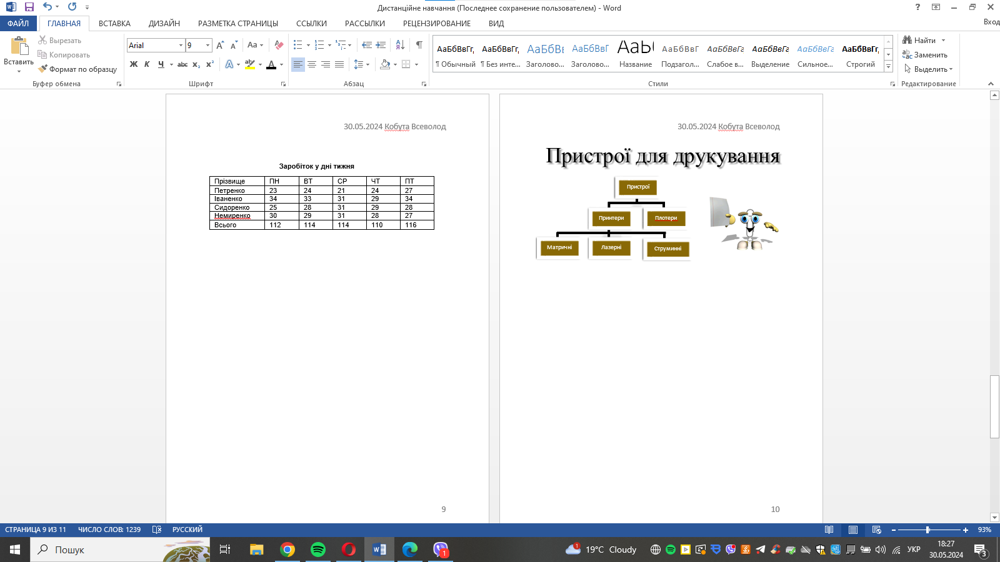 Дистанційне навчання (Последнее сохранение пользователем) - Word
ФАЙЛ ГЛАВНАЯ ВСТАВКА ДИЗАЙН РАЗМЕТКА СТРАНИЦЫ ССЫЛКИ РАССЫЛКИ РЕЦЕНЗИРОВАНИЕ ВИД Вход
Вставить
Вырезать
Копировать
Формат по образцу
Буфер обмена
Arial 9
Ж К Ч abc x₂ x²
Шрифт
Абзац
АаБбВвГг, АаБбВвГг, АаБбВв АаБбВвГ АаЬ АаБбВвГ АаБбВвГг АаБбВвГг АаБбВвГг АаБбВвГг,
¶ Обычный ¶ Без инте... Заголово... Заголово... Название Подзагол... Слабое в... Выделение Сильное... Строгий
Стили
Найти
Заменить
Выделить
Редактирование
30.05.2024 Кобута Всеволод
Заробіток у дні тижня
Прізвище ПН ВТ СР ЧТ ПТ
Петренко 23 24 21 24 27
Іваненко 34 33 31 29 34
Сидоренко 25 28 31 29 28
Немиренко 30 29 31 28 27
Всього 112 114 114 110 116
9
30.05.2024 Кобута Всеволод
Пристрої для друкування
Пристрої
Принтери Плотери
Матричні Лазерні Струминні
10
СТРАНИЦА 9 ИЗ 11 ЧИСЛО СЛОВ: 1239 РУССКИЙ 93%
Пошук
1
1
19°C Cloudy
УКР
18:27
30.05.2024
3